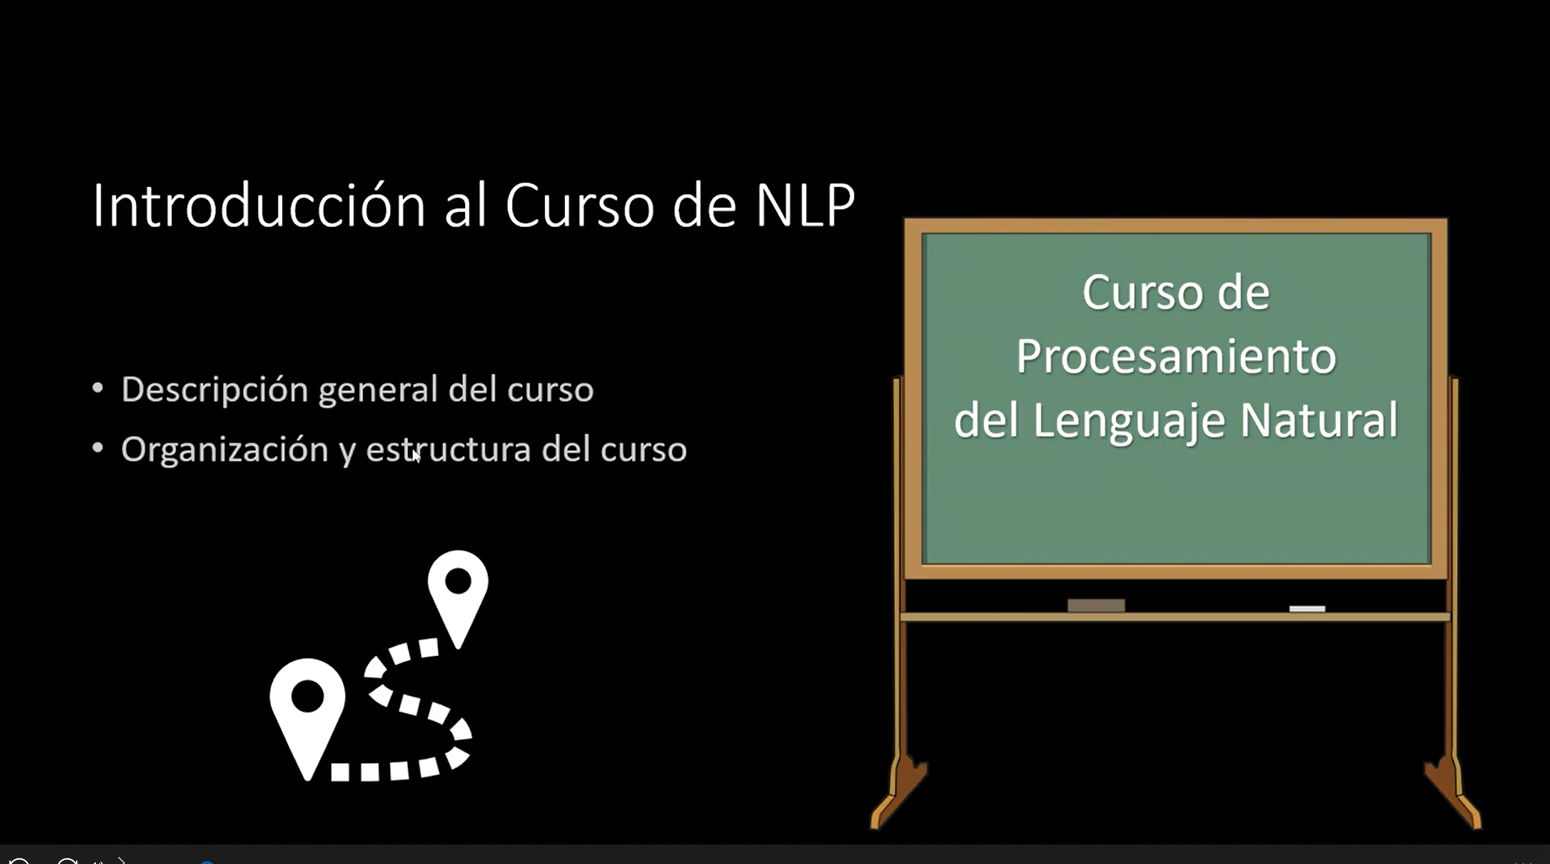 Introducción al Curso de NLP
• Descripción general del curso
• Organización y estructura del curso
Curso de
Procesamiento
del Lenguaje Natural